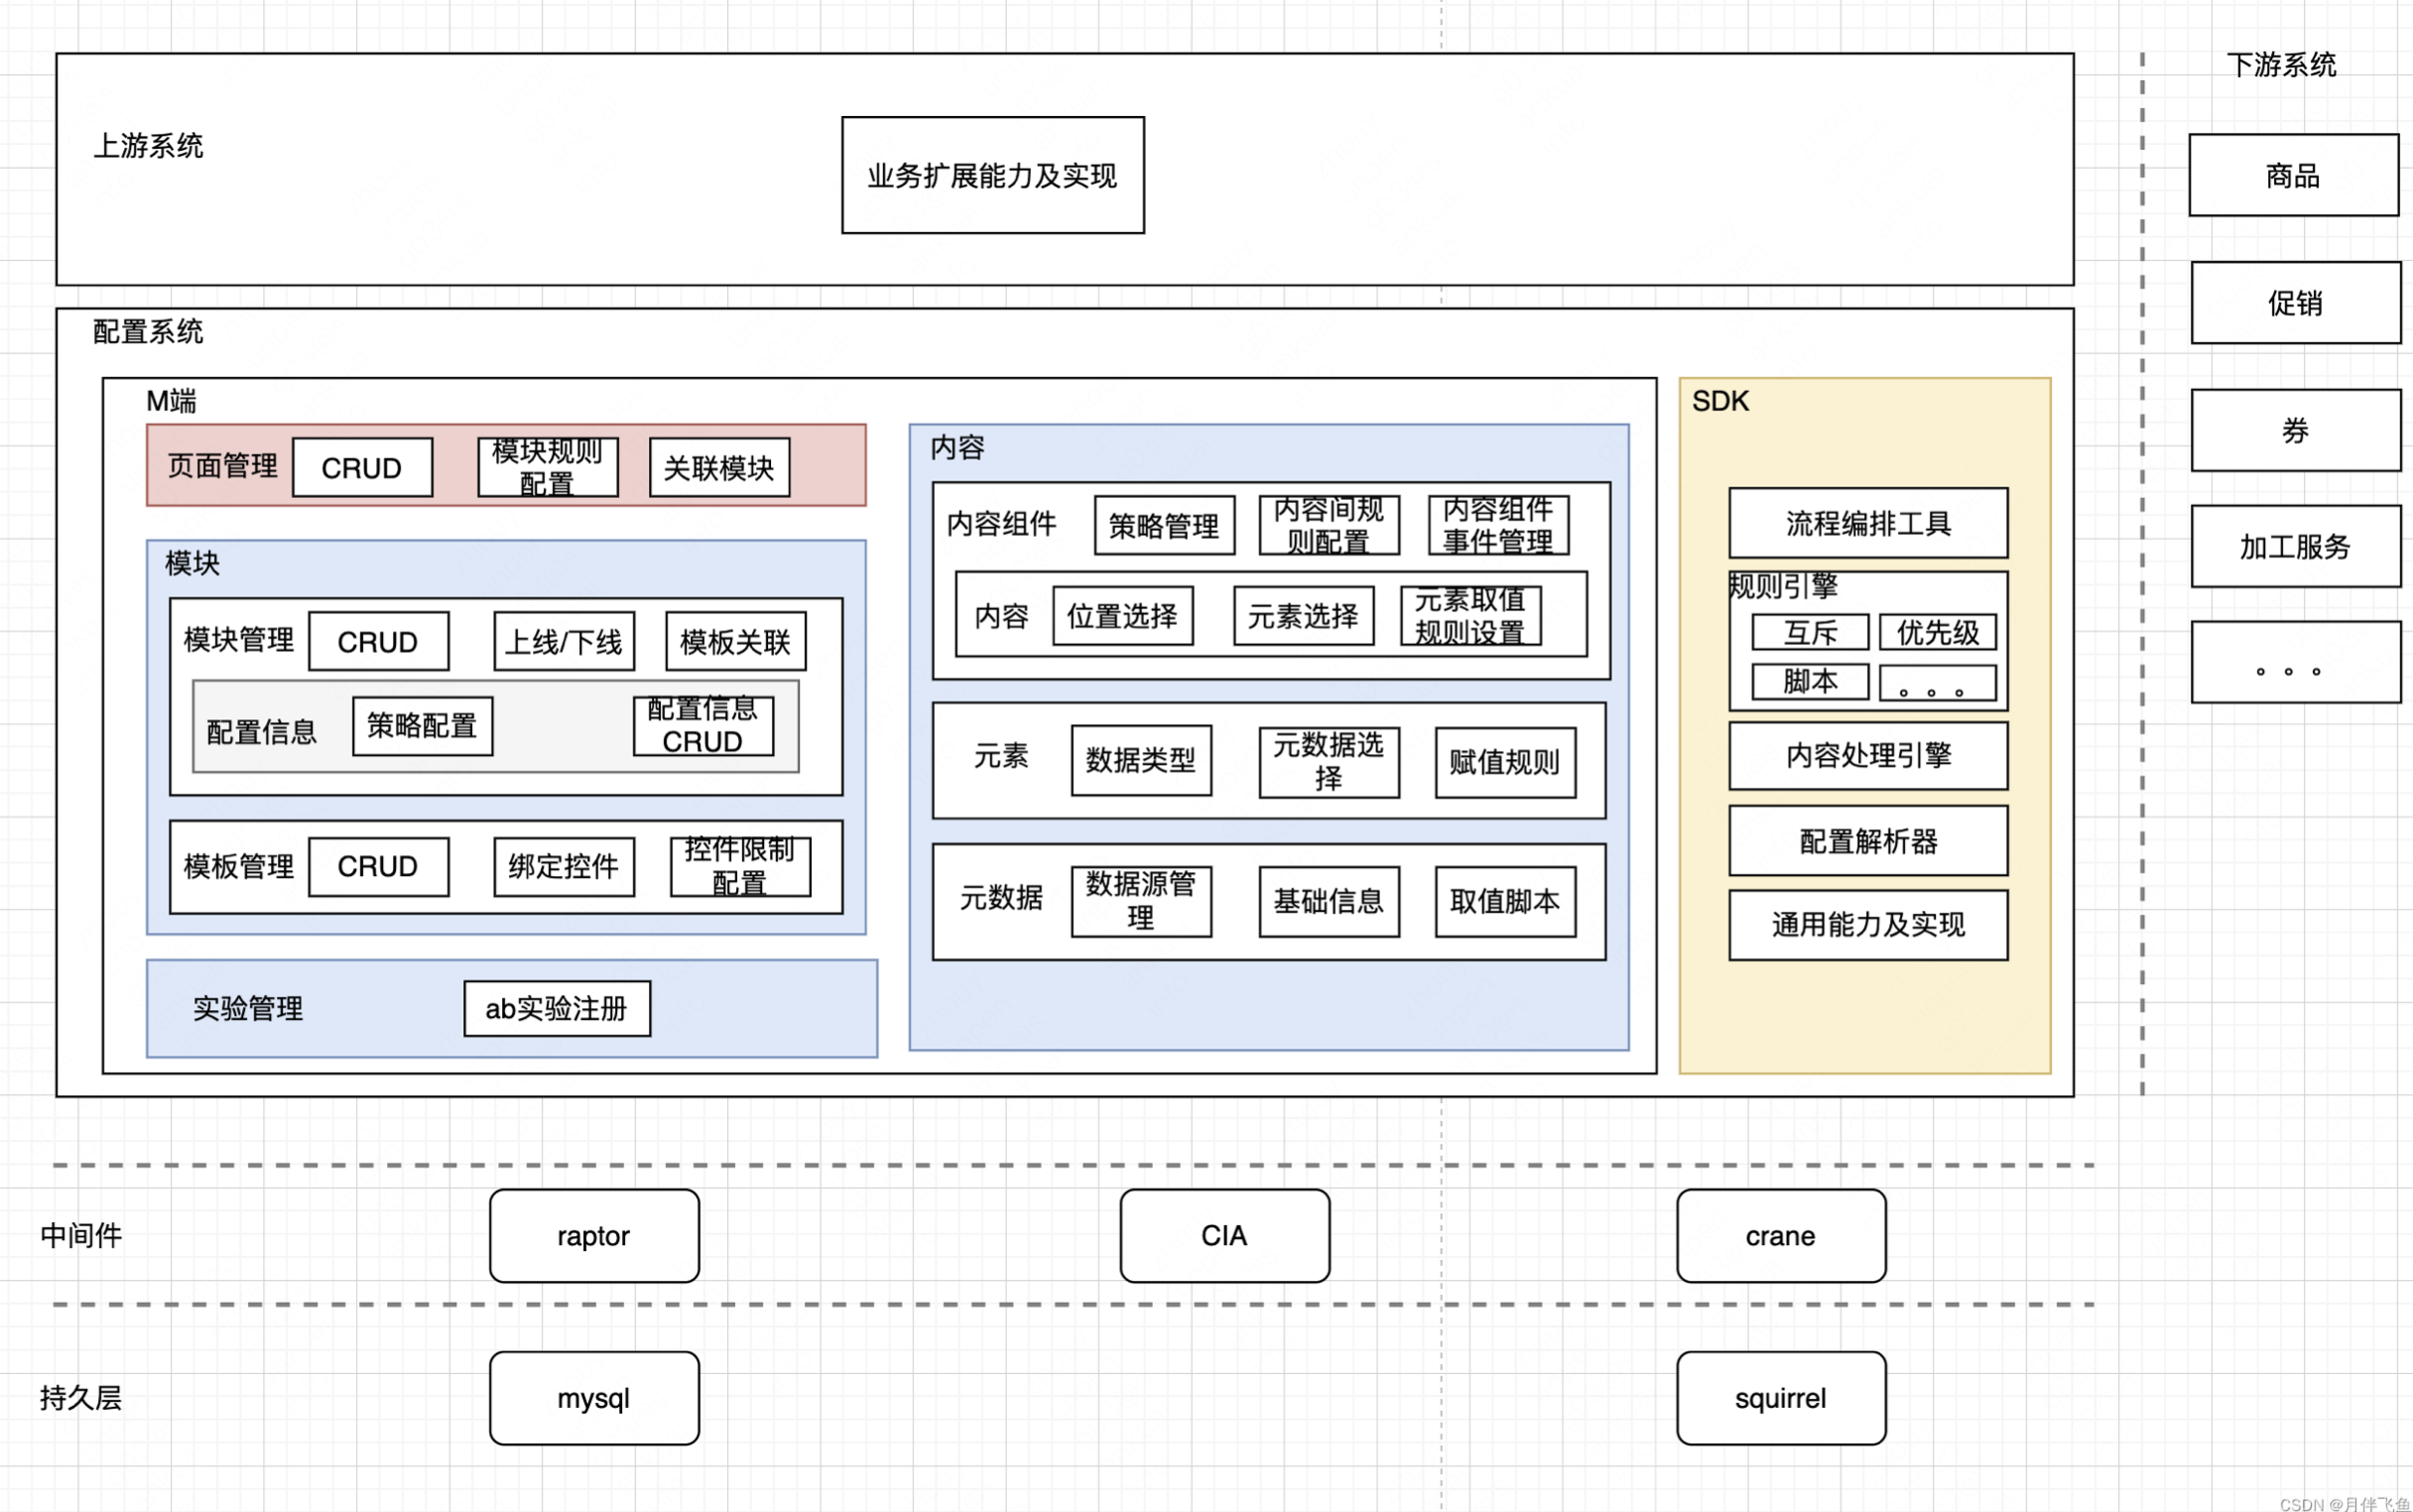 上游系统
业务扩展能力及实现
下游系统
商品
促销
券
加工服务
。。。
配置系统
M端
页面管理
CRUD
模块规则
配置
关联模块
模块
模块管理
CRUD
上线/下线
模板关联
配置信息
策略配置
配置信息
CRUD
模板管理
CRUD
绑定控件
控件限制
配置
实验管理
ab实验注册
内容
内容组件
策略管理
内容间规
则配置
内容组件
事件管理
内容
位置选择
元素选择
元素取值
规则设置
元素
数据类型
元数据选
择
赋值规则
元数据
数据源管
理
基础信息
取值脚本
SDK
流程编排工具
规则引擎
互斥
优先级
脚本
。。。
内容处理引擎
配置解析器
通用能力及实现
中间件
raptor
CIA
crane
持久层
mysql
squirrel
CSDN @月伴飞鱼